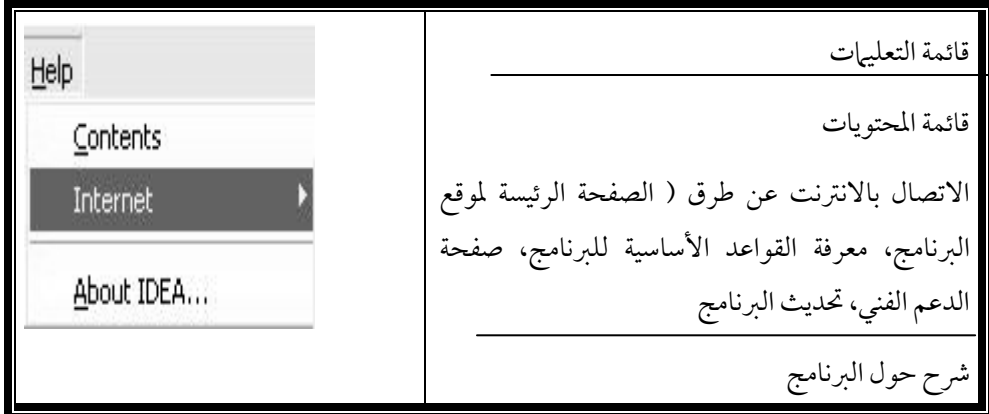 Help
Contents
Internet
About IDEA...
قائمة التعليمات
قائمة المحتويات
الاتصال بالانترنت عن طرق ( الصفحة الرئيسة لموقع
البرنامج، معرفة القواعد الأساسية للبرنامج، صفحة
الدعم الفني، تحديث البرنامج
شرح حول البرنامج